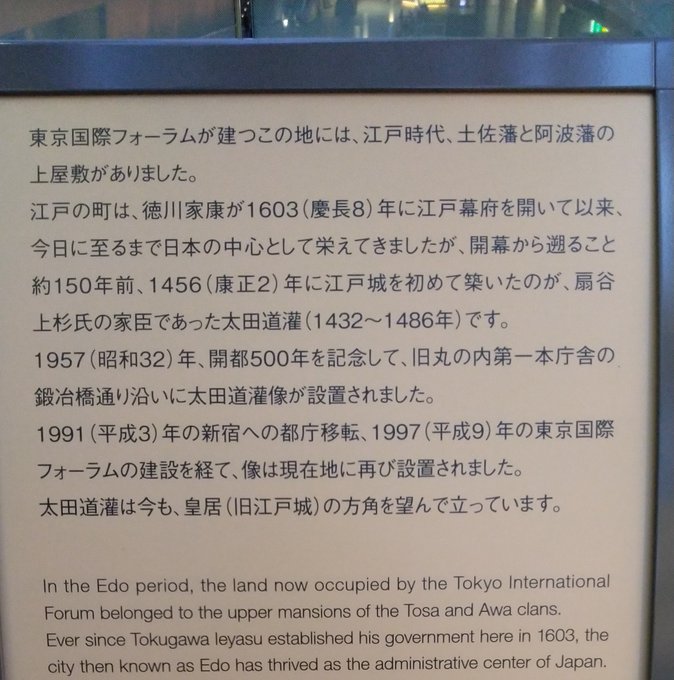 東京国際フォーラムが建つこの地には、江戸時代、土佐藩と阿波藩の
上屋敷がありました。
江戸の町は、徳川家康が1603（慶長8）年に江戸幕府を開いて以来、
今日に至るまで日本の中心として栄えてきましたが、開幕から遡ること
約150年前、1456（康正2）年に江戸城を初めて築いたのが、扇谷
上杉氏の家臣であった太田道灌（1432～1486年）です。
1957（昭和32）年、開都500年を記念して、旧丸の内第一本庁舎の
鍛冶橋通り沿いに太田道灌像が設置されました。
1991（平成3）年の新宿への都庁移転、1997（平成9）年の東京国際
フォーラムの建設を経て、像は現在地に再び設置されました。
太田道灌は今も、皇居（旧江戸城）の方角を望んで立っています。
In the Edo period, the land now occupied by the Tokyo International
Forum belonged to the upper mansions of the Tosa and Awa clans.
Ever since Tokugawa Ieyasu established his government here in 1603, the
city then known as Edo has thrived as the administrative center of Japan.